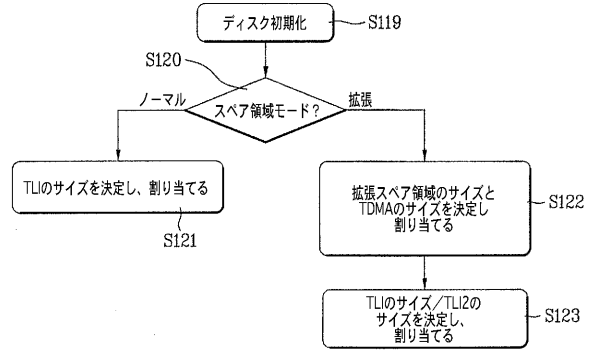 ディスク初期化
S119
S120
スペア領域モード?
ノーマル
拡張
TLIのサイズを決定し、割り当てる
S121
拡張スペア領域のサイズと
TDMAのサイズを決定し
割り当てる
S122
TLIのサイズ/TLI2の
サイズを決定し、
割り当てる
S123